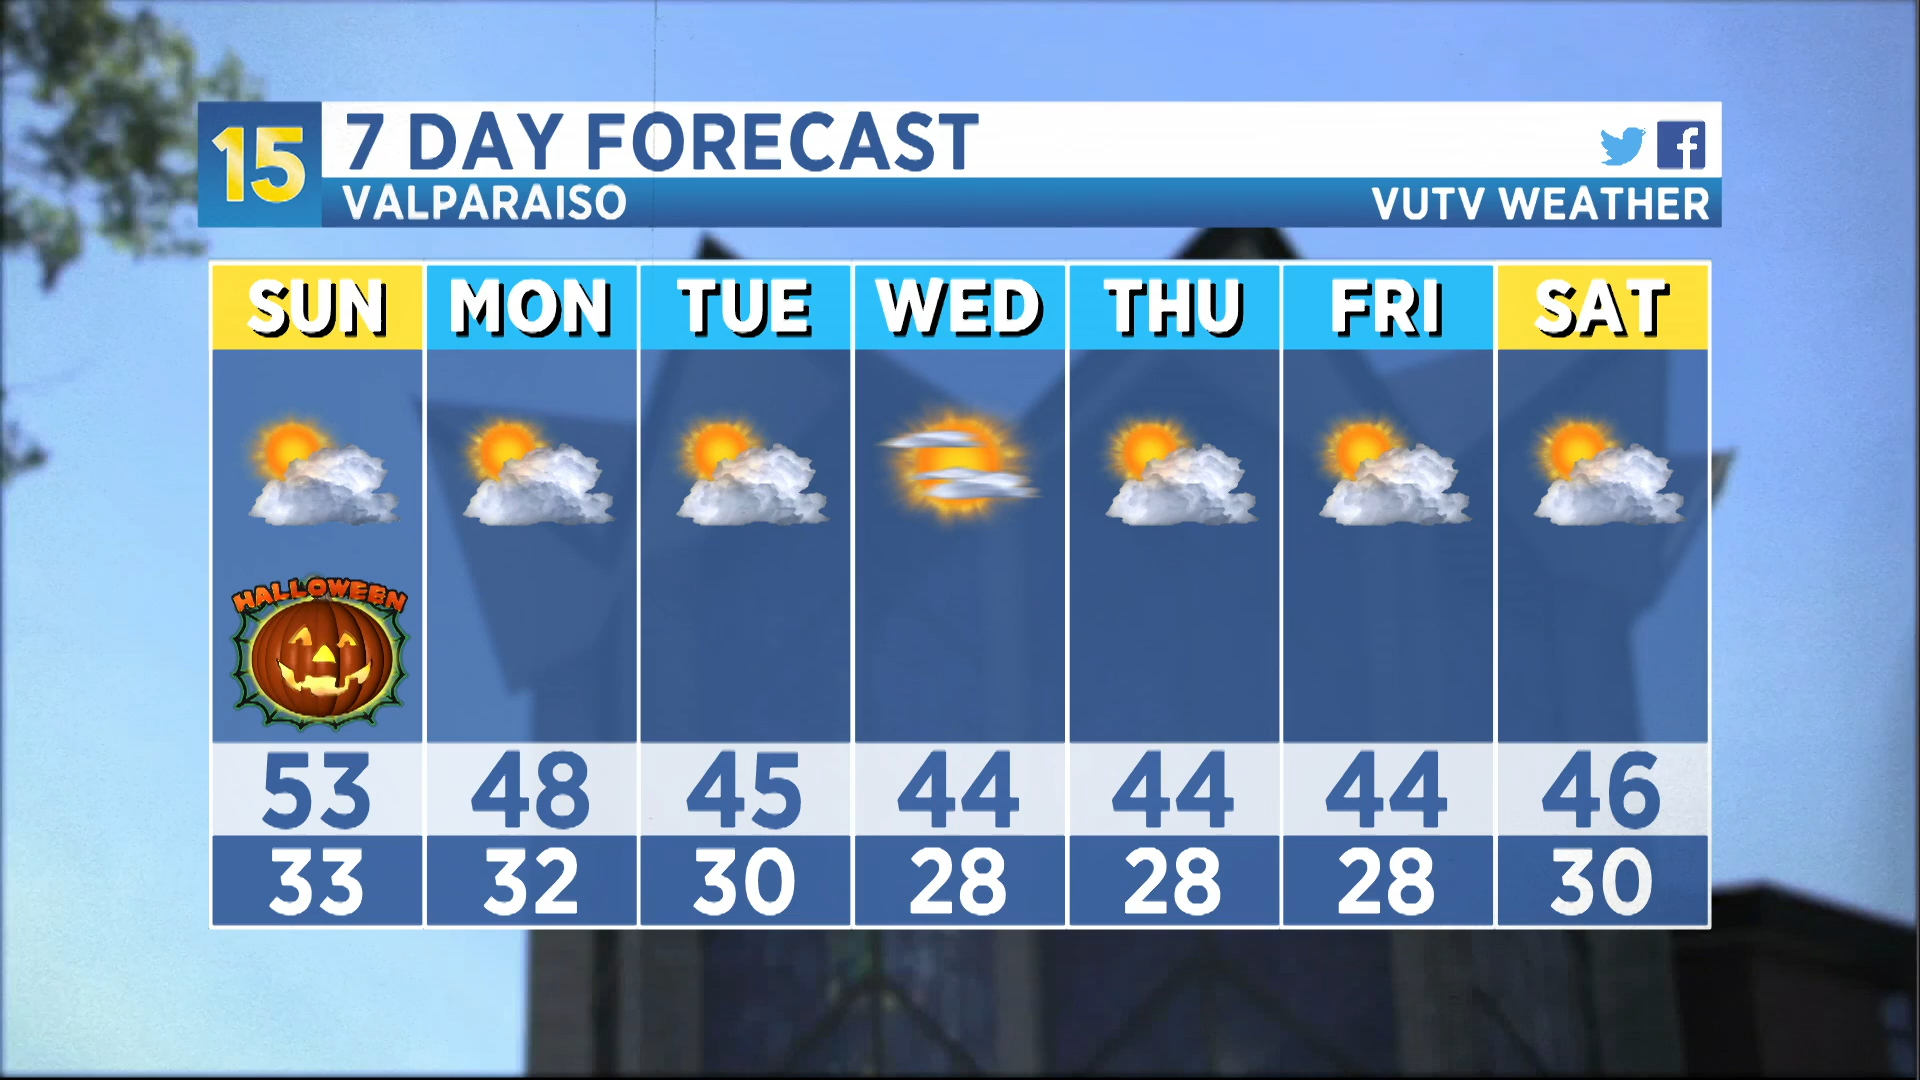 15
7 DAY FORECAST
VALPARAISO
VUTV WEATHER
SUN MON TUE WED THU FRI SAT
HALLOWEEN
53 48 45 44 44 44 46
33 32 30 28 28 28 30